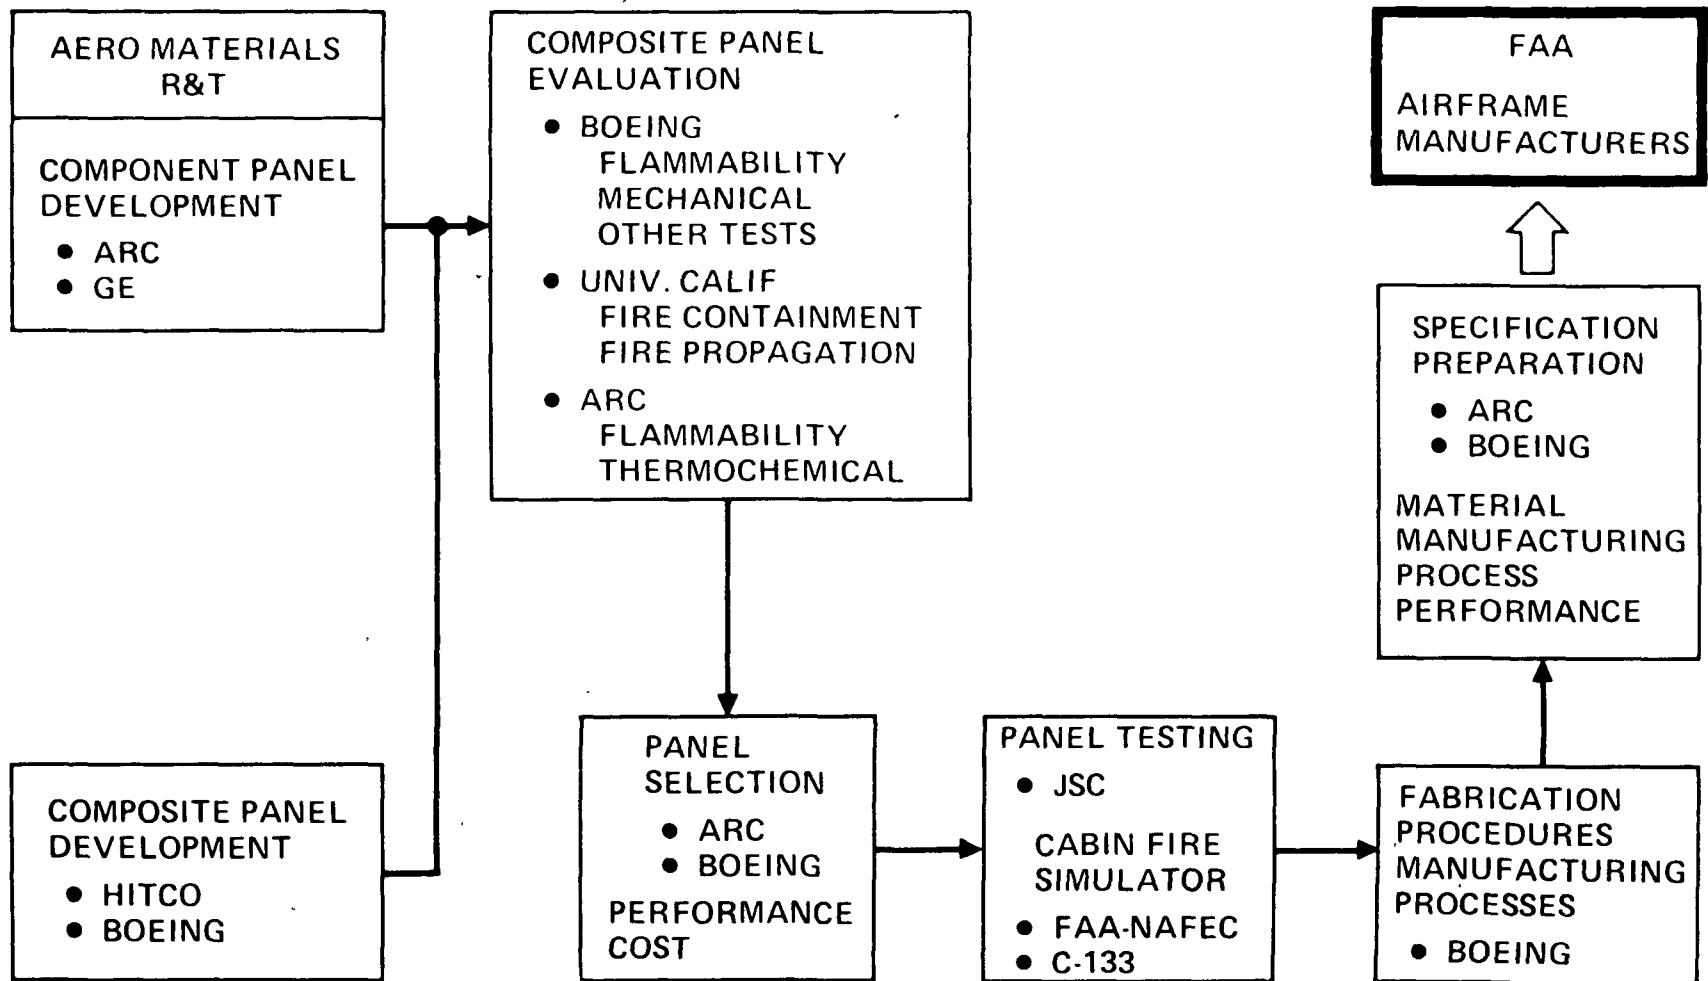 AERO MATERIALS
R&T
COMPONENT PANEL
DEVELOPMENT
● ARC
● GE
COMPOSITE PANEL
DEVELOPMENT
● HITCO
● BOEING
COMPOSITE PANEL
EVALUATION
● BOEING
FLAMMABILITY
MECHANICAL
OTHER TESTS
● UNIV. CALIF
FIRE CONTAINMENT
FIRE PROPAGATION
● ARC
FLAMMABILITY
THERMOCHEMICAL
PANEL
SELECTION
● ARC
● BOEING
PERFORMANCE
COST
PANEL TESTING
● JSC
CABIN FIRE
SIMULATOR
● FAA-NAFEC
● C-133
FABRICATION
PROCEDURES
MANUFACTURING
PROCESSES
● BOEING
SPECIFICATION
PREPARATION
● ARC
● BOEING
MATERIAL
MANUFACTURING
PROCESS
PERFORMANCE
FAA
AIRFRAME
MANUFACTURERS